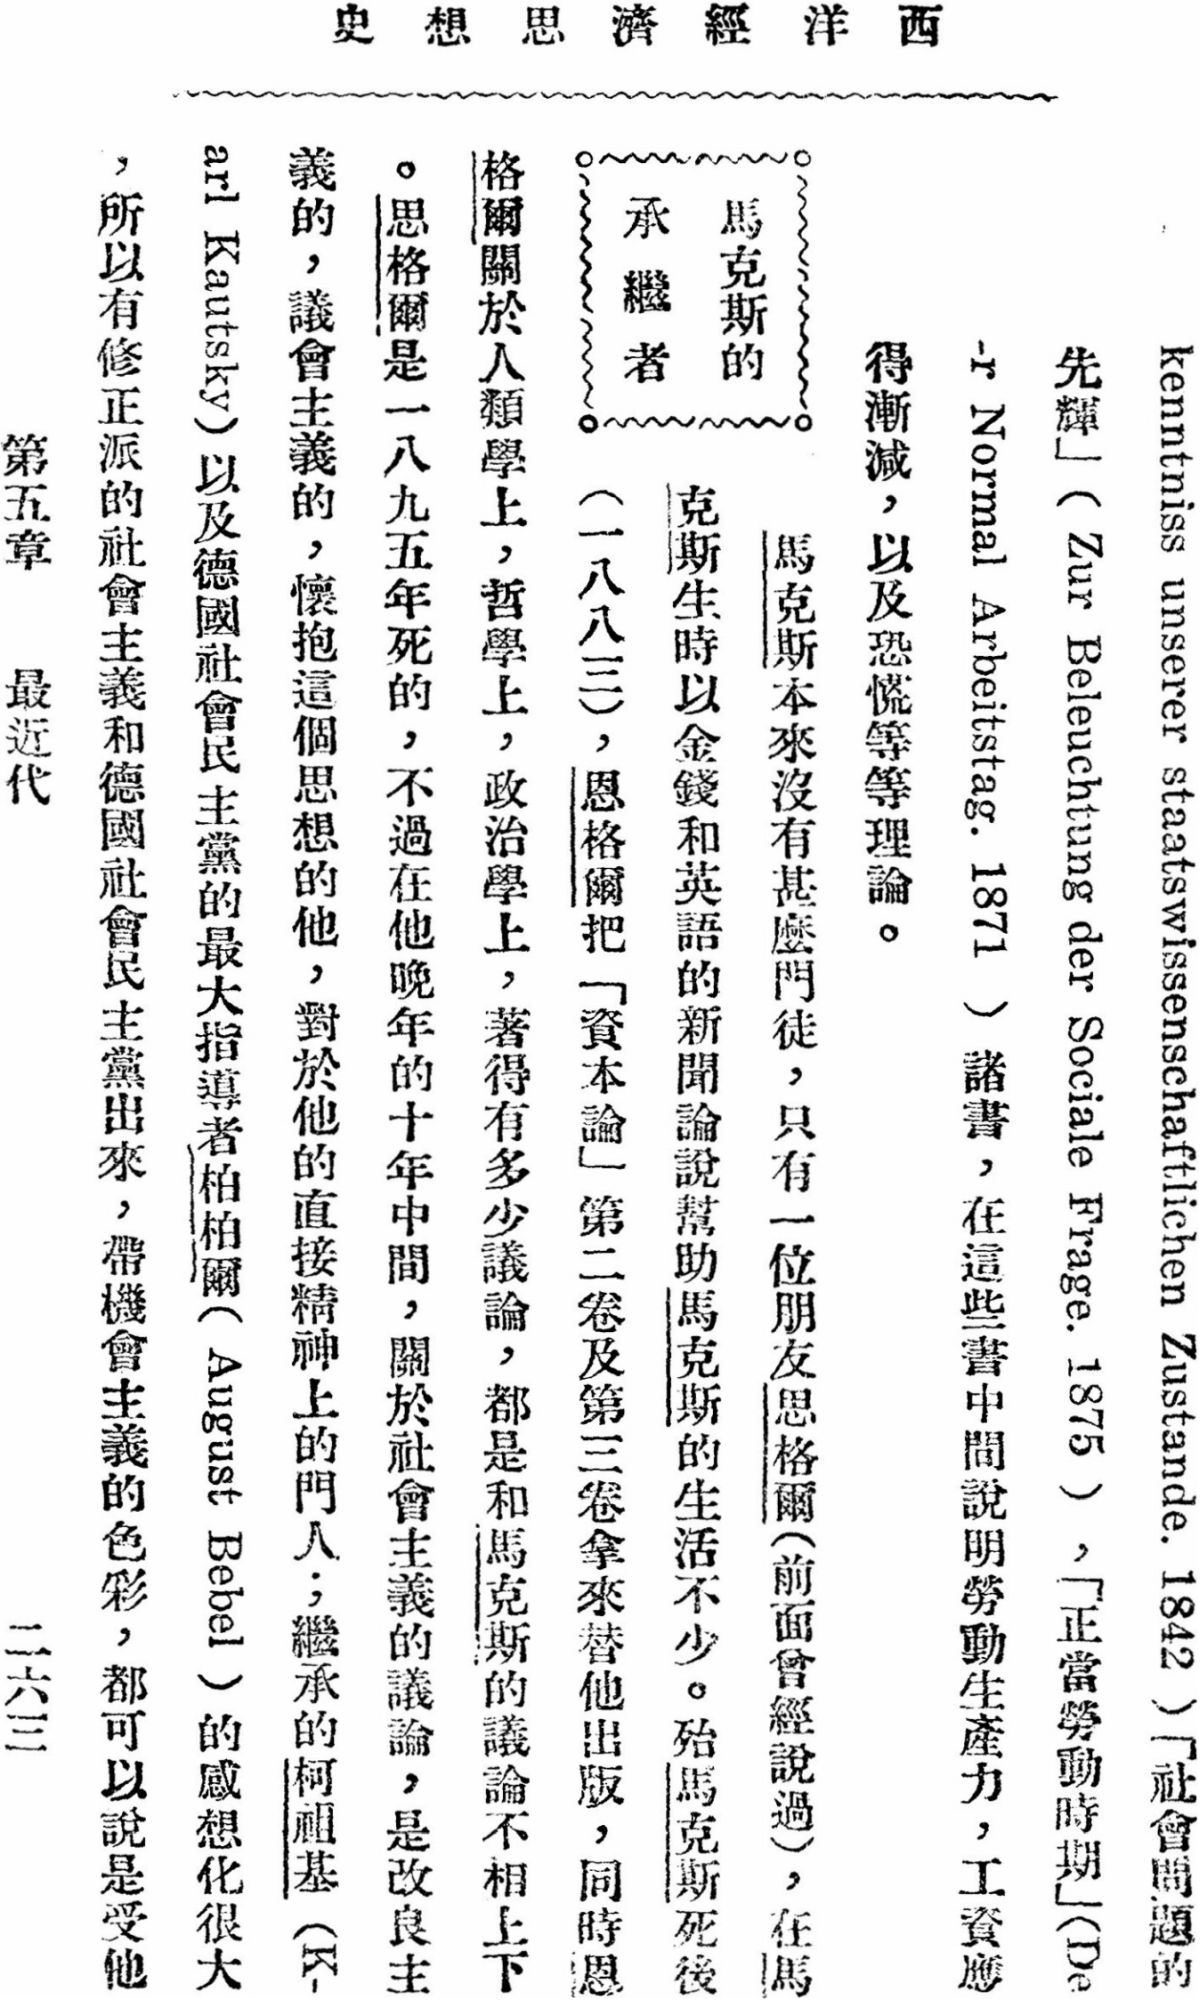 西洋經濟思想史
kenntniss unserer staatswissenschaftlichen Zustande. 1842)「社會問題的
先輝」( Zur Beleuchtung der Sociale Frage. 1875 ),「正當勞動時期」(De
-r Normal Arbeitstag. 1871 )諸書,在這些書中間說明勞動生產力,工資應
得漸減,以及恐慌等等理論。
馬克斯的
承繼者
馬克斯本來沒有甚麼門徒,只有一位朋友思格爾(前面曾經說過),在馬
克斯生時以金錢和英語的新聞論說幫助馬克斯的生活不少。殆馬克斯死後
(一八八三),恩格爾把「資本論」第二卷及第三卷拿來替他出版,同時恩
格爾關於人類學上,哲學上,政治學上,著得有多少議論,都是和馬克斯的議論不相上下
。思格爾是一八九五年死的,不過在他晚年的十年中間,關於社會主義的議論,是改良主
義的,議會主義的,懷抱這個思想的他,對於他的直接精神上的門人;繼承的柯祖基(K-
arl Kautsky)以及德國社會民主黨的最大指導者柏柏爾( August Bebel )的感想化很大
,所以有修正派的社會主義和德國社會民主黨出來,帶機會主義的色彩,都可以說是受他
第五章 最近代 二六三